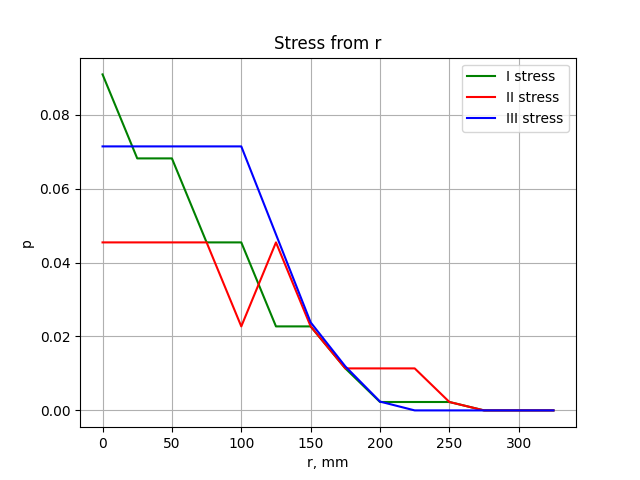 Stress from r
I stress
II stress
III stress
0.08
0.06
0.04
0.02
0.00
p
0 50 100 150 200 250 300
r, mm